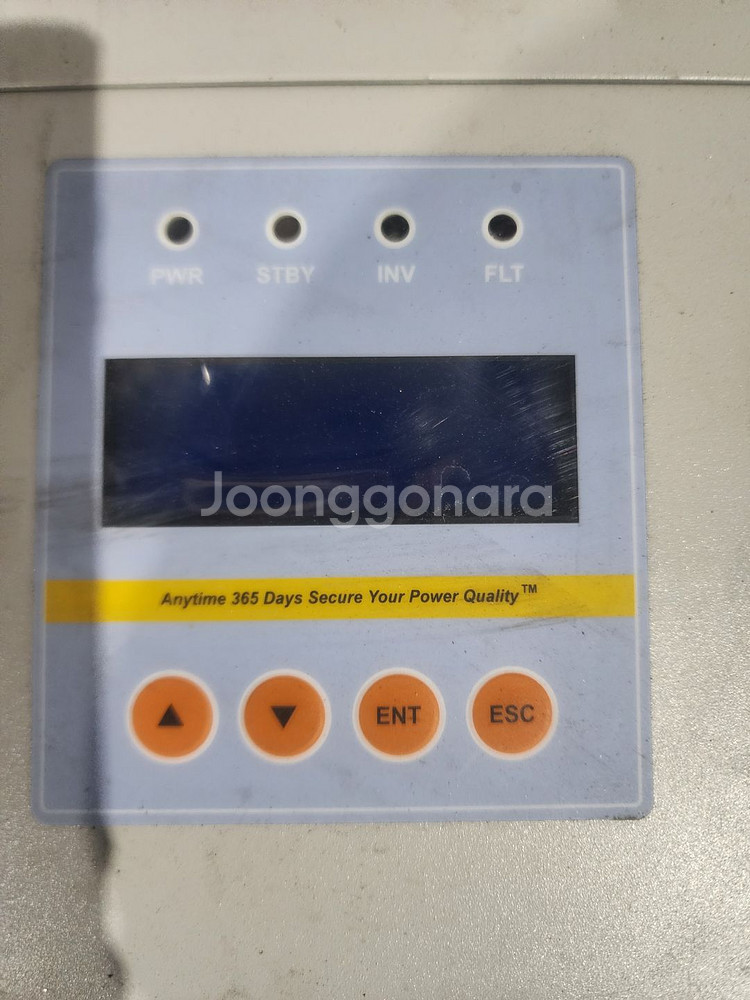 PWR STBY INV FLT
Joonggonara
Anytime 365 Days Secure Your Power Quality™
▲ ▼ ENT ESC